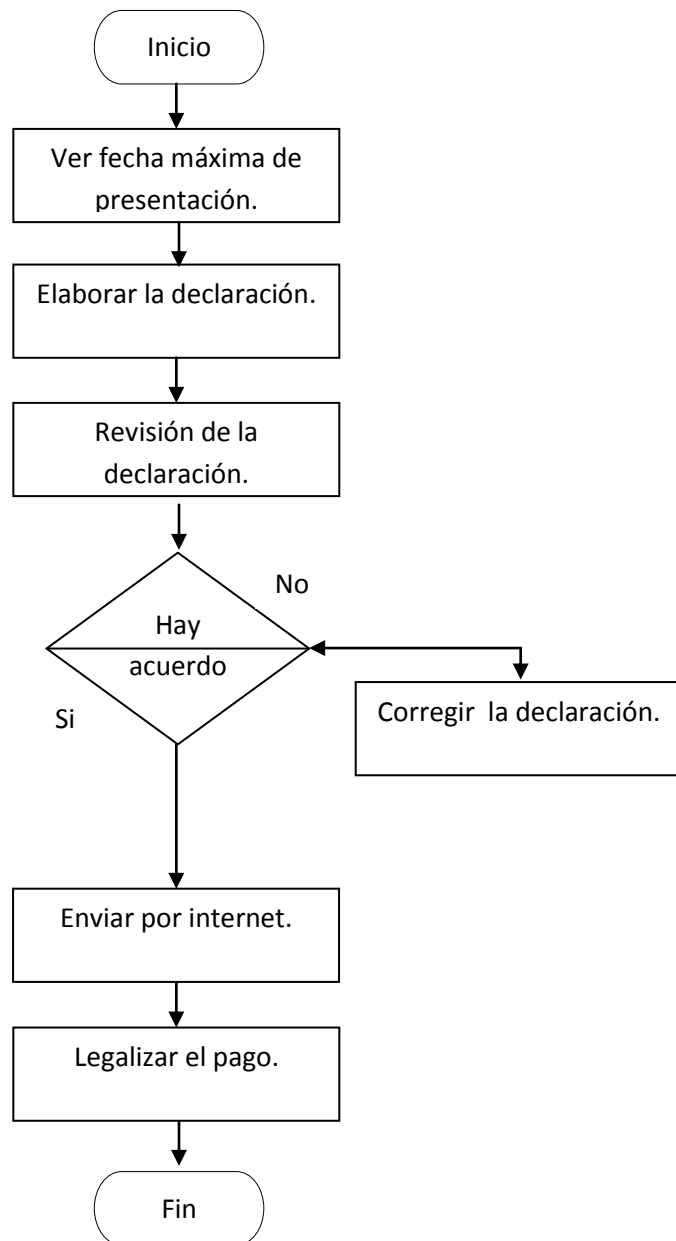 Inicio
Ver fecha máxima de
presentación.
Elaborar la declaración.
Revisión de la
declaración.
No
Hay
acuerdo
Si
Corregir  la declaración.
Enviar por internet.
Legalizar el pago.
Fin